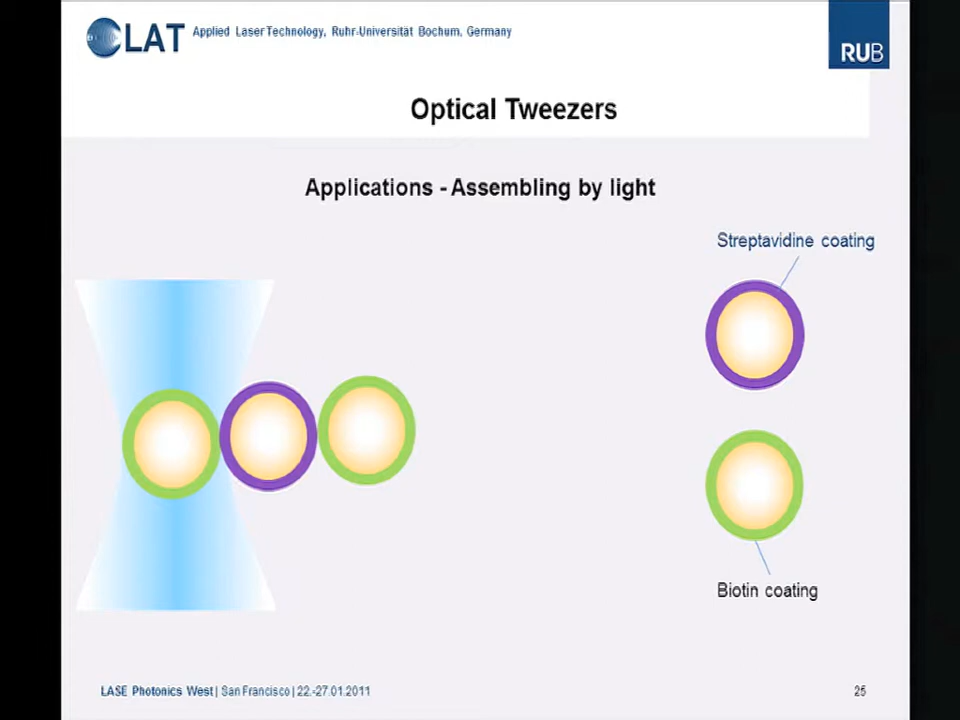 LAT Applied Laser Technology, Ruhr-Universität Bochum, Germany
RUB
Optical Tweezers
Applications - Assembling by light
Streptavidine coating
Biotin coating
LASE Photonics West | San Francisco | 22.-27.01.2011
25